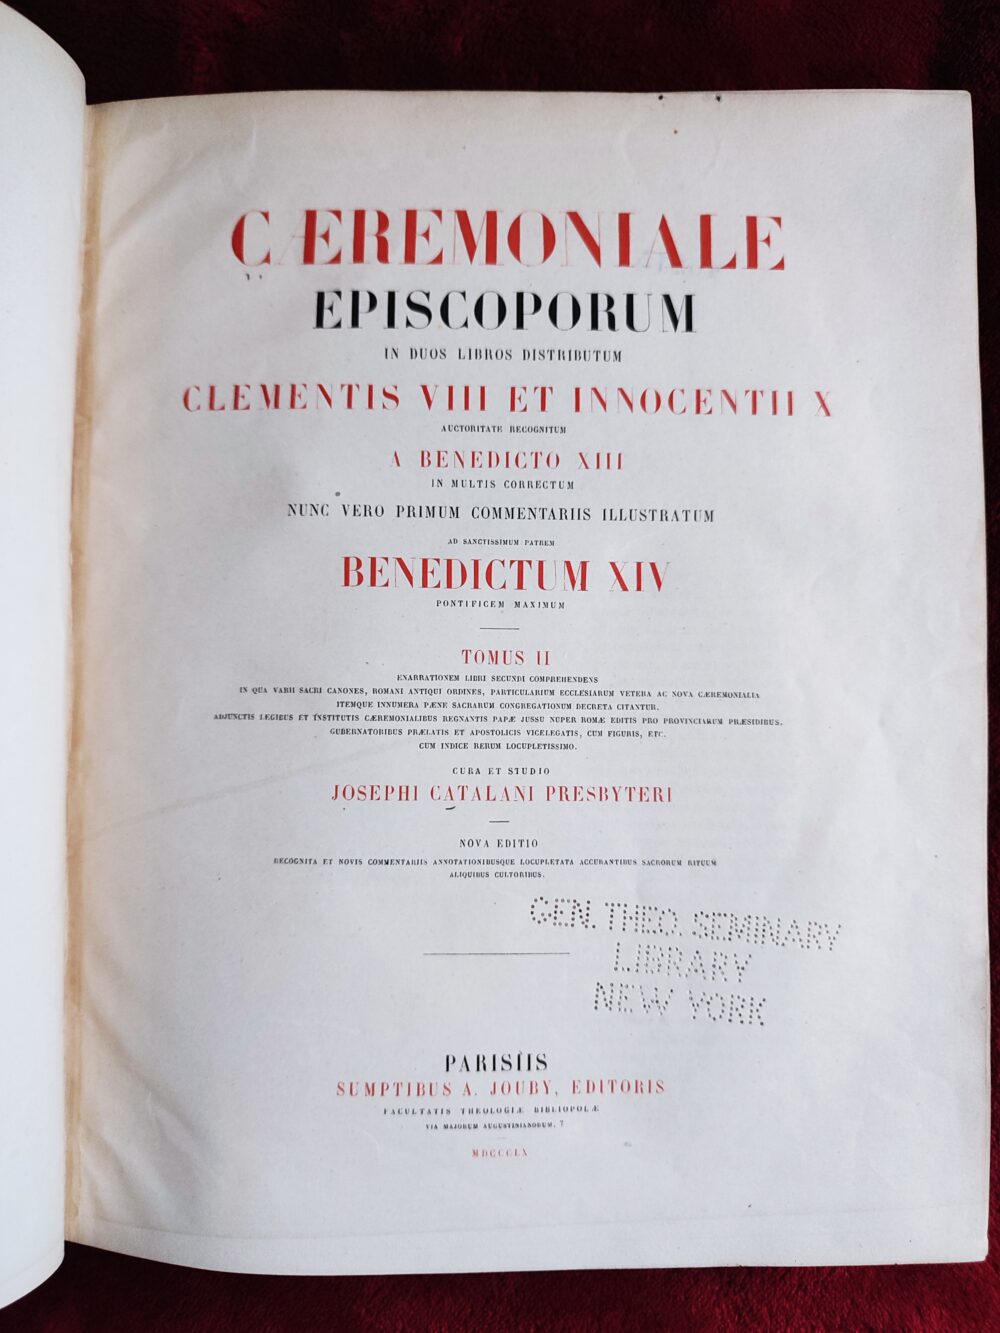 CÆREMONIALE
EPISCOPORUM
IN DUOS LIBROS DISTRIBUTUM
CLEMENTIS VIII ET INNOCENTII X
AUCTORITATE RECOGNITUM
A BENEDICTO XIII
IN MULTIS CORRECTUM
NUNC VERO PRIMUM COMMENTARIIS ILLUSTRATUM
AD SANCTISSIMUM PATREM
BENEDICTUM XIV
PONTIFICEM MAXIMUM
TOMUS II
ENARRATIONEM LIBRI SECUNDI COMPREHENDENS
IN QUA VARII SACRI CANONES, ROMANI ANTIQUI ORDINES, PARTICULARIUM ECCLESIARUM VETERA AC NOVA CÆREMONIALIA
ITEMQUE INNUMERA PÆNE SACRARUM CONGREGATIONUM DECRETA CITANTUR.
ADJUNCTIS LEGIBUS ET INSTITUTIS CÆREMONIALIBUS REGNANTIS PAPÆ JUSSU NUPER ROMÆ EDITIS PRO PROVINCIARUM PRÆSIDIBUS,
GUBERNATORIBUS PRÆLATIS ET APOSTOLICIS VICELEGATIS, CUM FIGURIS, ETC.
CUM INDICE RERUM LOCUPLETISSIMO.
CURA ET STUDIO
JOSEPHI CATALANI PRESBYTERI
NOVA EDITIO
RECOGNITA ET NOVIS COMMENTARIIS ANNOTATIONIBUSQUE LOCUPLETATA ACCURANTIBUS SACRORUM RITUUM
ALIQUIBUS CULTORIBUS.
GEN. THEO. SEMINARY
LIBRARY
NEW YORK
PARISIIS
SUMPTIBUS A. JOUBY, EDITORIS
FACULTATIS THEOLOGIÆ BIBLIOPOLÆ
VIA MAJORUM AUGUSTINIANORUM, 7
MDCCCLX